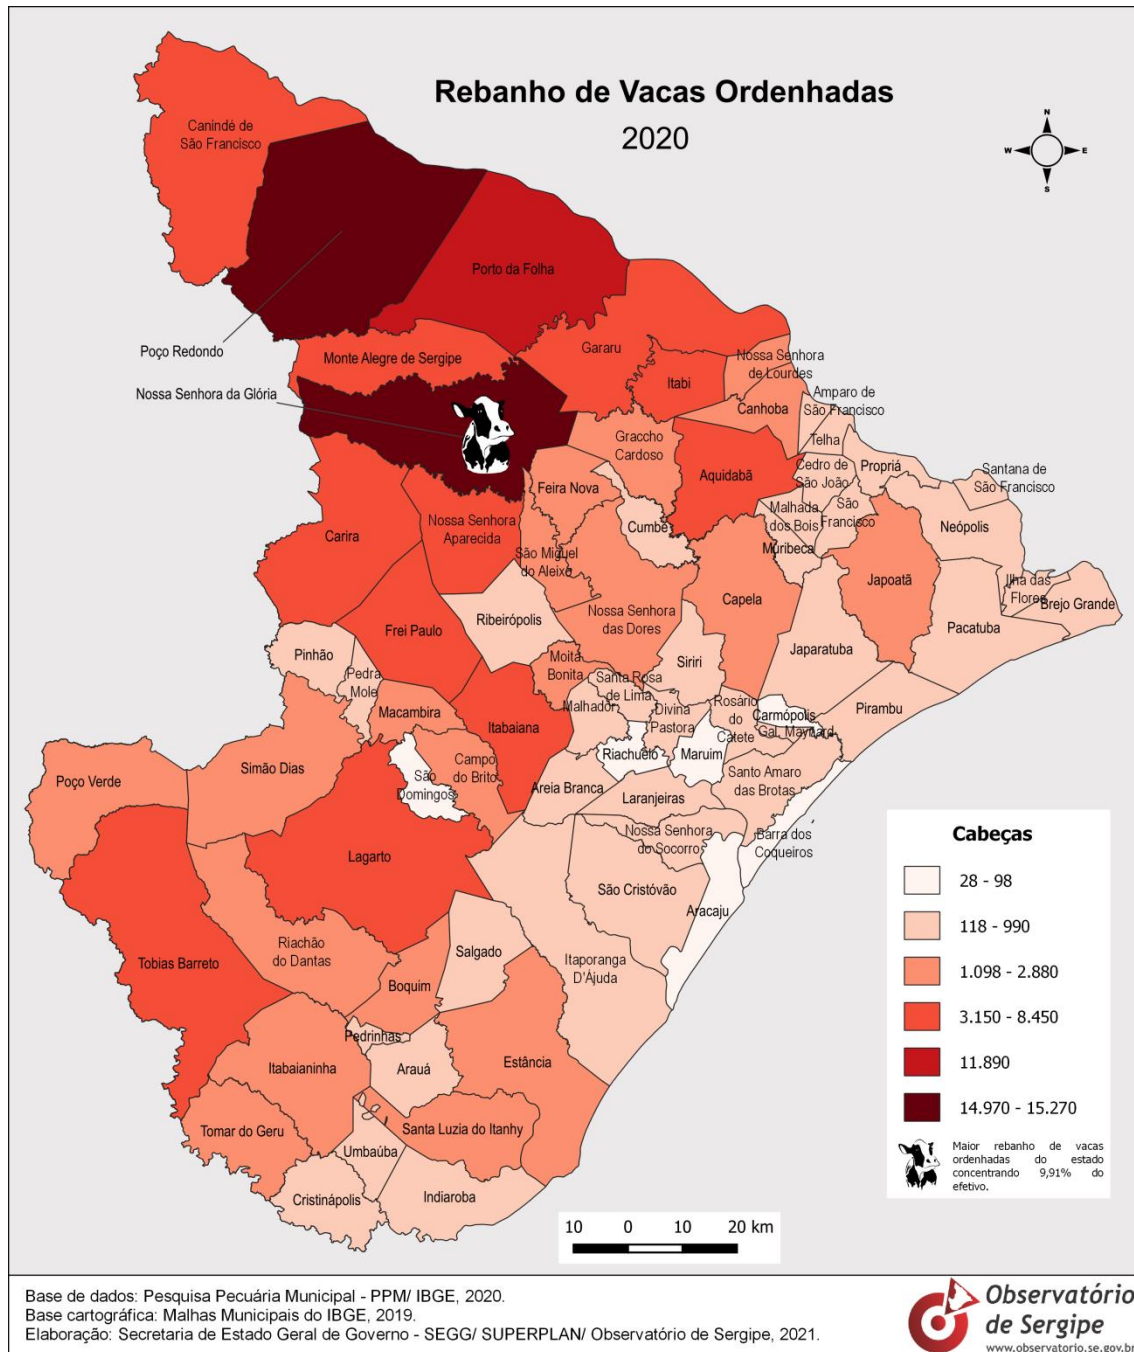 Rebanho de Vacas Ordenhadas
2020
N
W
E
S
Canindé de
São Francisco
Porto da Folha
Poço Redondo
Monte Alegre de Sergipe
Gararu
Nossa Senhora
de Lourdes
Itabi
Nossa Senhora da Glória
Amparo de
São Francisco
Canhoba
Graccho
Cardoso
Telha
Propriá
Cedro de
São João
Santana de
São Francisco
Aquidabã
Feira Nova
Malhada
dos Bois
São
Francisco
Neópolis
Nossa Senhora
Aparecida
Cumbe
Carira
Muribeca
São Miguel
do Aleixo
Japoatã
Ilha das
Flores
Brejo Grande
Capela
Nossa Senhora
das Dores
Ribeirópolis
Pacatuba
Frei Paulo
Pinhão
Japaratuba
Moita
Bonita
Siriri
Pedra
Mole
Santa Rosa
de Lima
Malhador
Pirambu
Macambira
Divina
Pastora
Rosário
do
Catete
Carmópolis
Gal. Maynard
Itabaiana
Riachuelo
Maruim
Simão Dias
Campo
do Brito
Poço Verde
São
Domingos
Areia Branca
Santo Amaro
das Brotas
Laranjeiras
Nossa Senhora
do Socorro
Barra dos
Coqueiros
Lagarto
São Cristóvão
Aracaju
Riachão
do Dantas
Salgado
Tobias Barreto
Itaporanga
D'Ájuda
Boquim
Pedrinhas
Itabaianinha
Arauá
Estância
Tomar do Geru
Santa Luzia do Itanhy
Umbaúba
Cristinápolis
Indiaroba
Cabeças
28 - 98
118 - 990
1.098 - 2.880
3.150 - 8.450
11.890
14.970 - 15.270
Maior rebanho de vacas
ordenhadas do estado
concentrando 9,91% do
efetivo.
10 0 10 20 km
Base de dados: Pesquisa Pecuária Municipal - PPM/ IBGE, 2020.
Base cartográfica: Malhas Municipais do IBGE, 2019.
Elaboração: Secretaria de Estado Geral de Governo - SEGG/ SUPERPLAN/ Observatório de Sergipe, 2021.
Observatório
de Sergipe
www.observatorio.se.gov.br